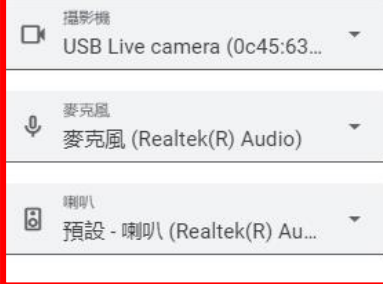 攝影機
USB Live camera (0c45:63...
麥克風
麥克風 (Realtek(R) Audio)
喇叭
預設 - 喇叭 (Realtek(R) Au...